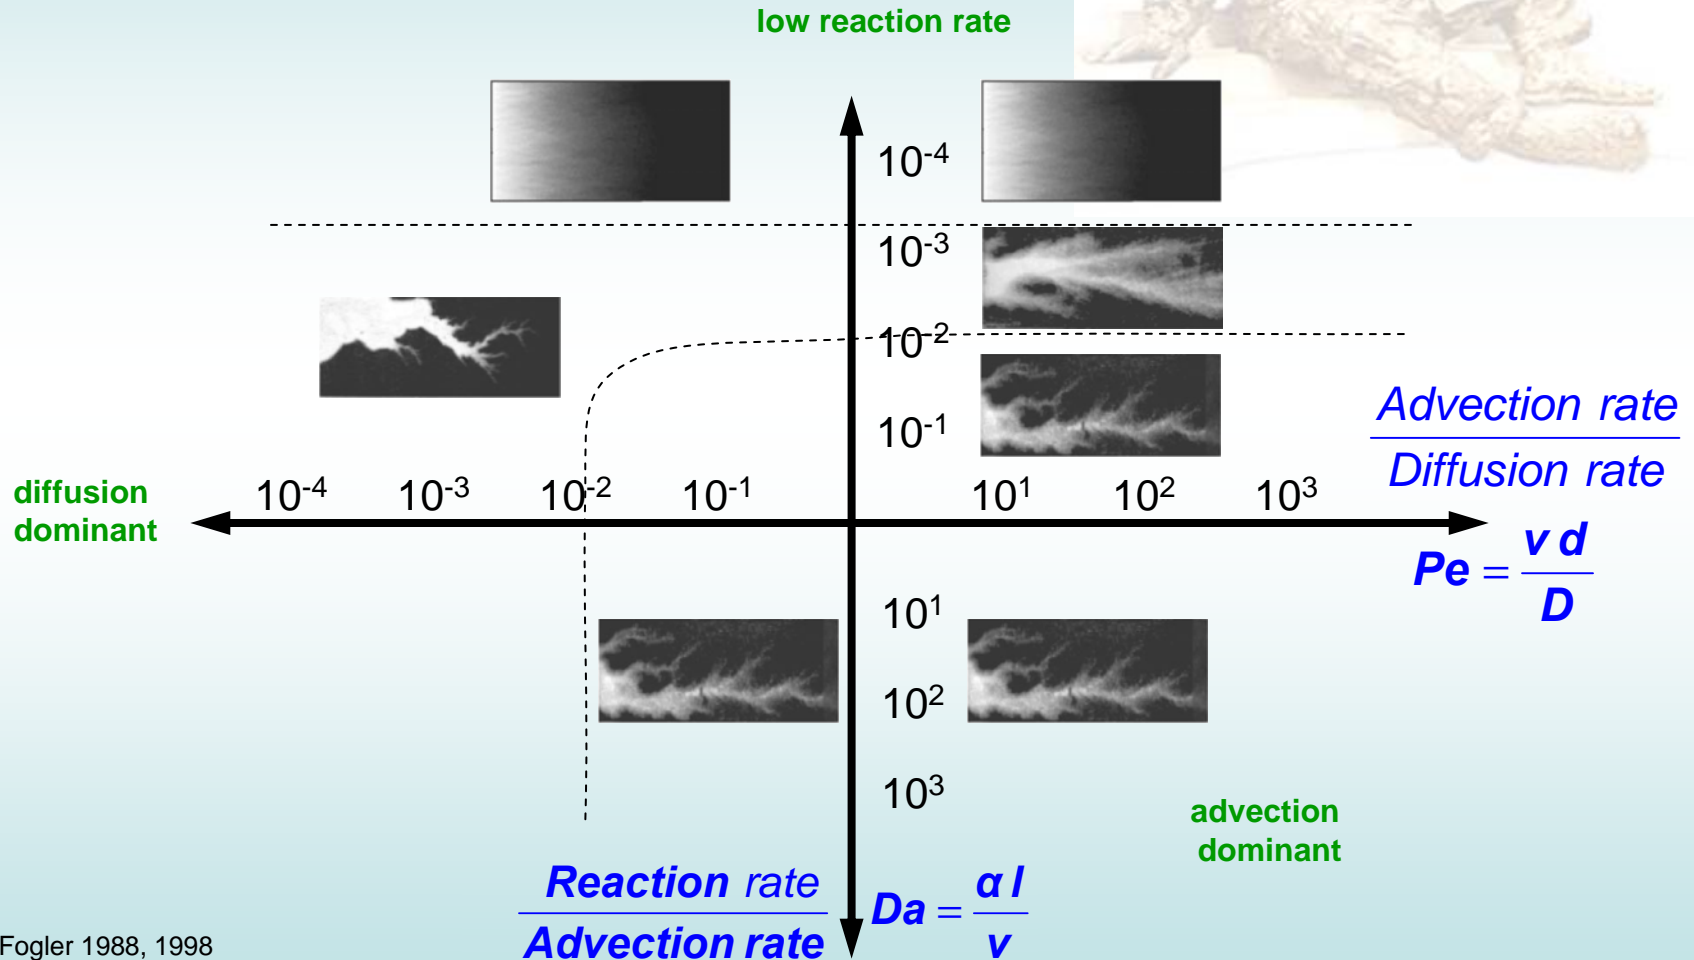 low reaction rate
10⁻⁴
10⁻³
10⁻²
10⁻¹
Advection rate
Diffusion rate
diffusion
dominant
10⁻⁴ 10⁻³ 10⁻² 10⁻¹ 10¹ 10² 10³
Pe = v d / D
10¹
10²
10³
advection
dominant
Reaction rate
Advection rate
Da = α l / v
Fogler 1988, 1998